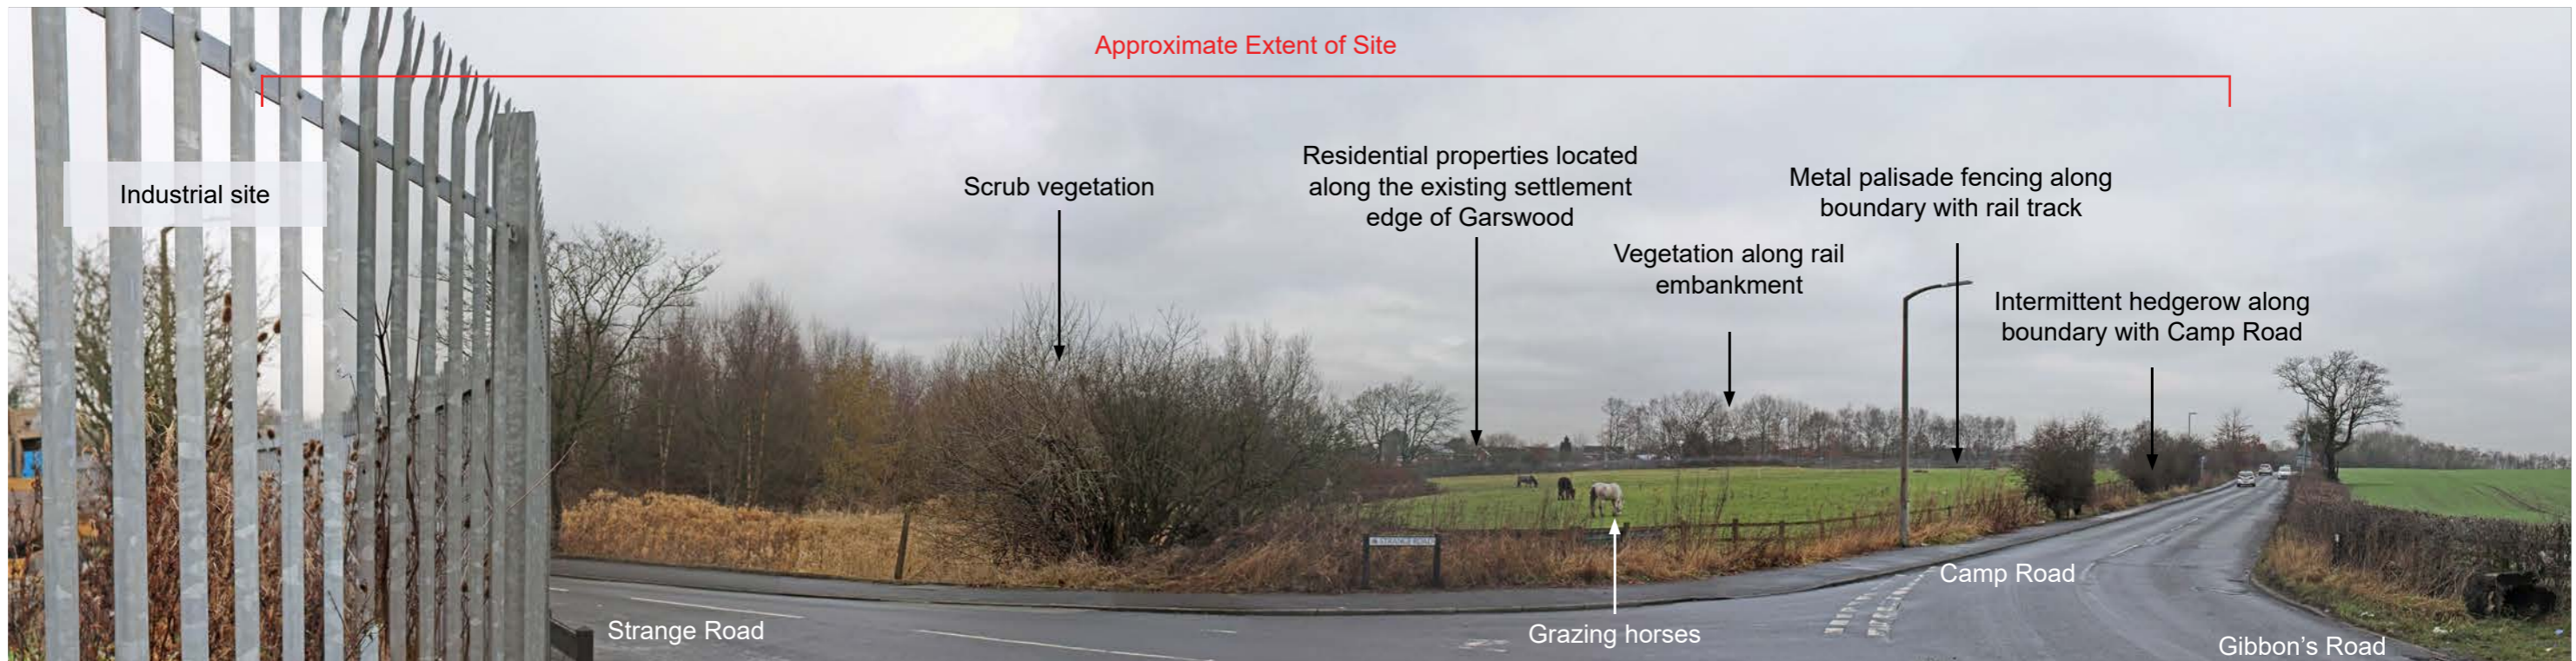 Approximate Extent of Site
Industrial site
Scrub vegetation
Residential properties located
along the existing settlement
edge of Garswood
Vegetation along rail
embankment
Metal palisade fencing along
boundary with rail track
Intermittent hedgerow along
boundary with Camp Road
STRANGE ROAD
Strange Road
Grazing horses
Camp Road
Gibbon's Road